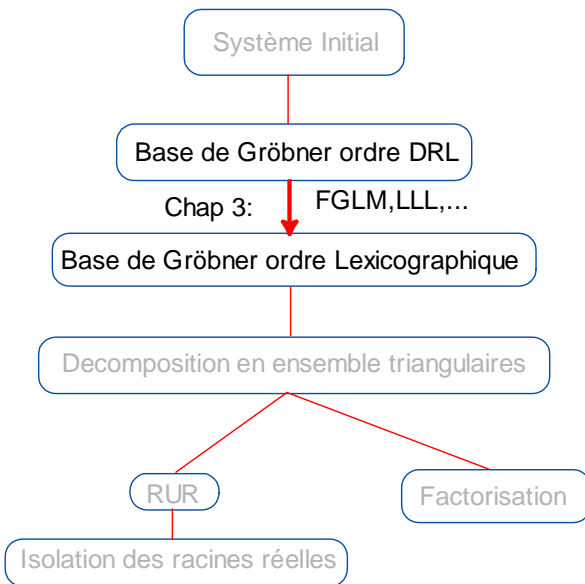 Système Initial
Base de Gröbner ordre DRL
Chap 3: FGLM,LLL,...
Base de Gröbner ordre Lexicographique
Decomposition en ensemble triangulaires
RUR
Factorisation
Isolation des racines réelles